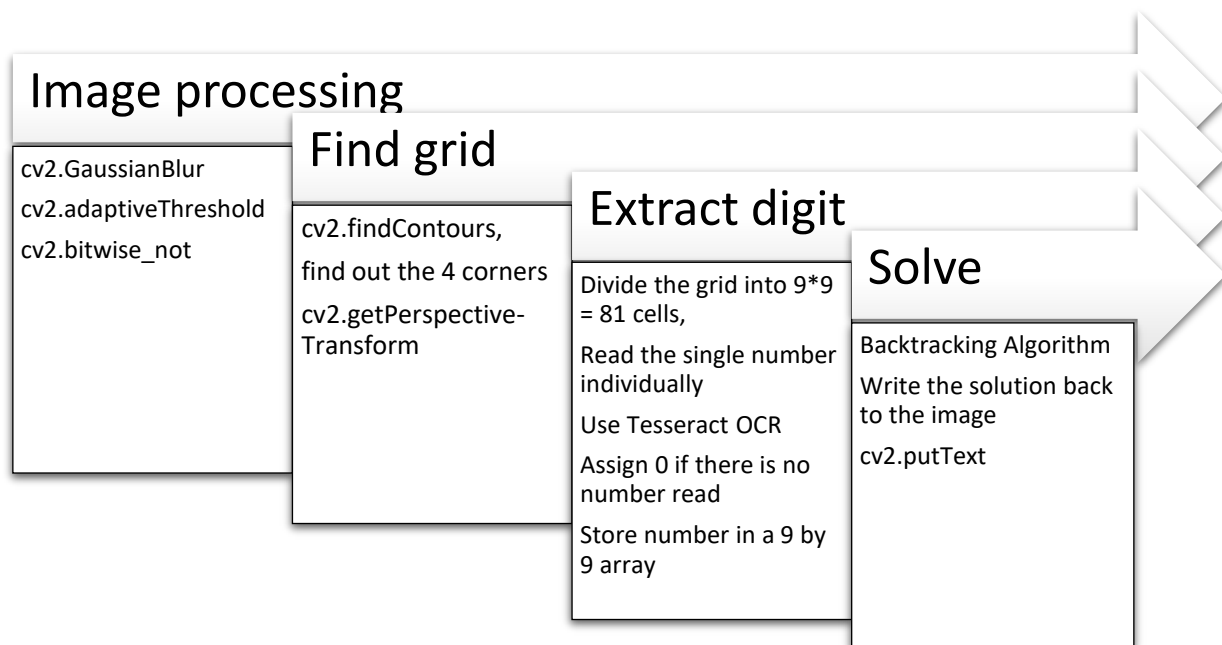 Image processing
cv2.GaussianBlur
cv2.adaptiveThreshold
cv2.bitwise_not
Find grid
cv2.findContours,
find out the 4 corners
cv2.getPerspective-
Transform
Extract digit
Divide the grid into 9*9
= 81 cells,
Read the single number
individually
Use Tesseract OCR
Assign 0 if there is no
number read
Store number in a 9 by
9 array
Solve
Backtracking Algorithm
Write the solution back
to the image
cv2.putText